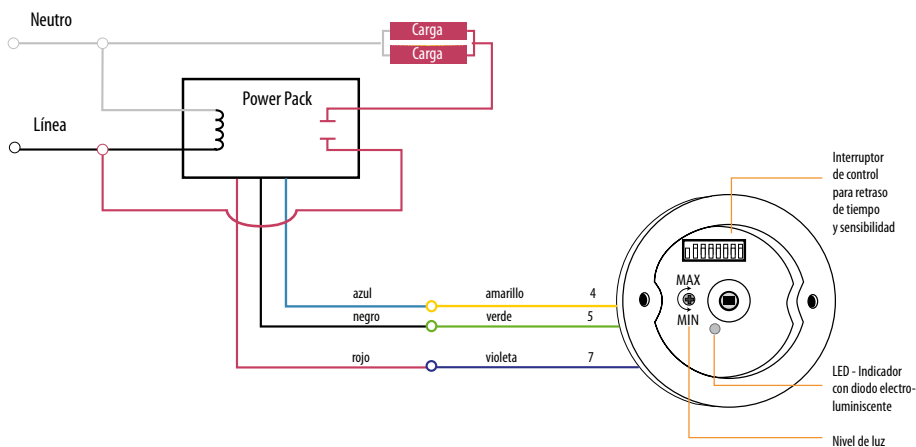 Neutro
Carga
Carga
Power Pack
Línea
Interruptor
de control
para retraso
de tiempo
y sensibilidad
MAX
MIN
azul amarillo 4
negro verde 5
rojo violeta 7
LED - Indicador
con diodo electro-
luminiscente
Nivel de luz